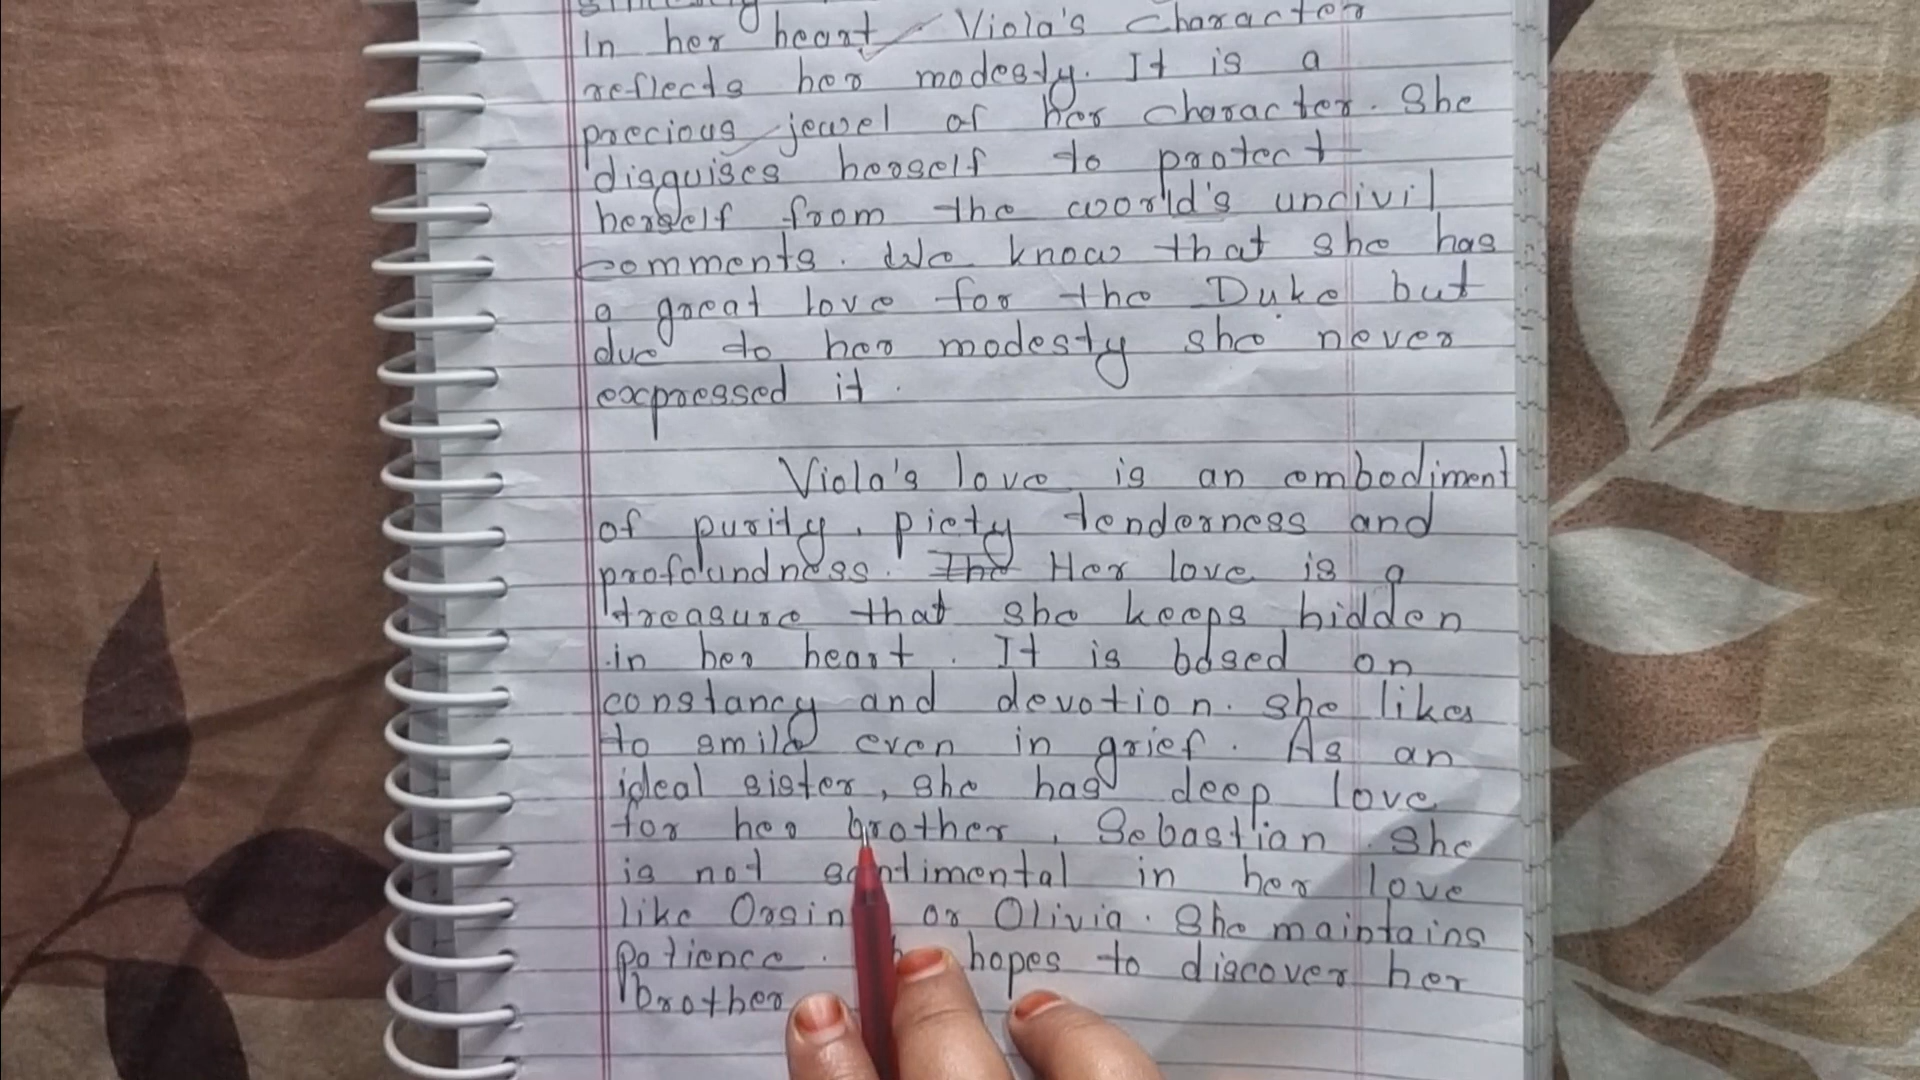 in her heart Viola's character
reflects her modesty. It is a
precious jewel of her character. She
disguises herself to protect
herself from the world's uncivil
comments. We know that she has
a great love for the Duke but
due to her modesty she never
expressed it.
Viola's love is an embodiment
of purity, piety tenderness and
profoundness. The Her love is a
treasure that she keeps hidden
in her heart. It is based on
constancy and devotion. She likes
to smile even in grief. As an
ideal sister, she has deep love
for her brother, Sebastian. She
is not sentimental in her love
like Orsin or Olivia. She maintains
patience. hopes to discover her
brother